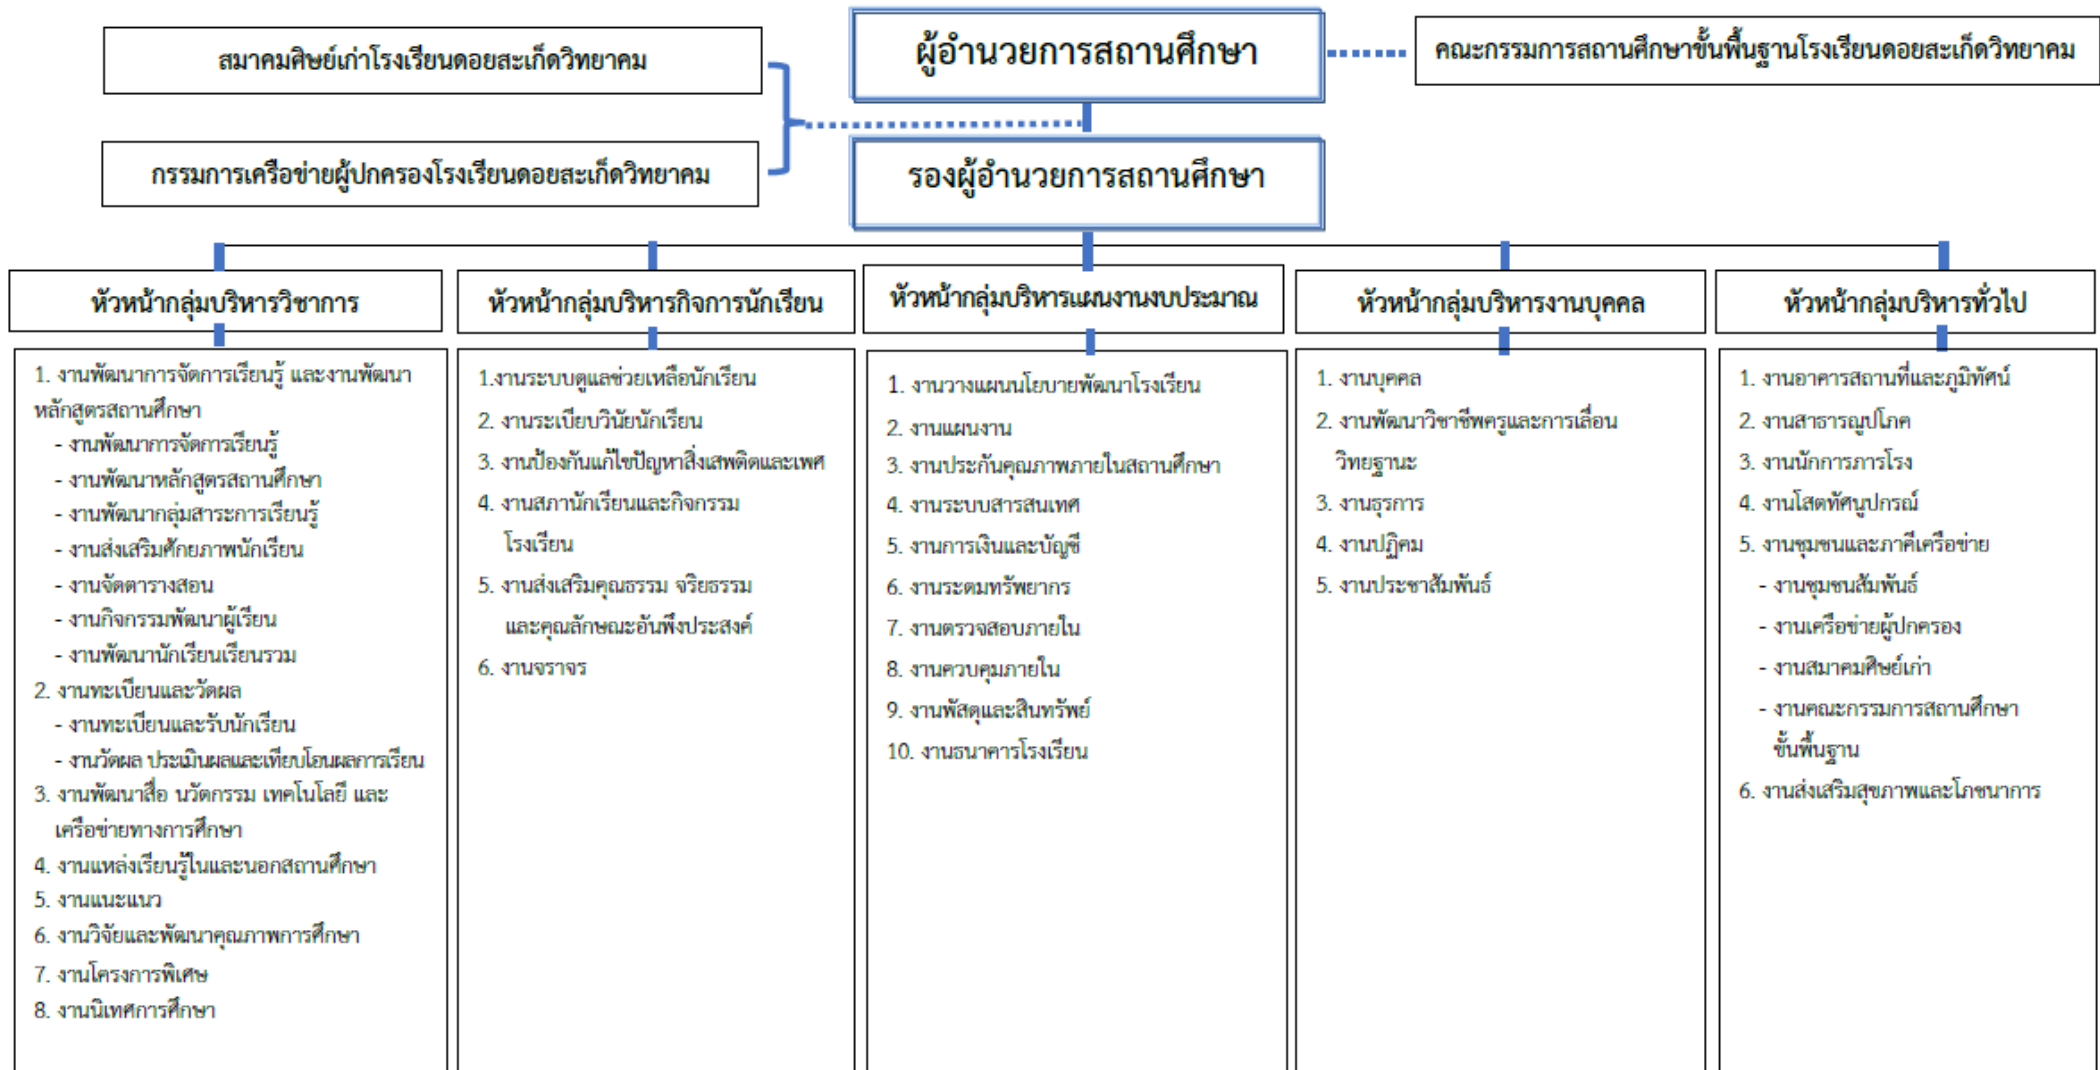 ผู้อำนวยการสถานศึกษา
สมาคมศิษย์เก่าโรงเรียนดอยสะเก็ดวิทยาคม
คณะกรรมการสถานศึกษาขั้นพื้นฐานโรงเรียนดอยสะเก็ดวิทยาคม
กรรมการเครือข่ายผู้ปกครองโรงเรียนดอยสะเก็ดวิทยาคม
รองผู้อำนวยการสถานศึกษา
หัวหน้ากลุ่มบริหารวิชาการ
1. งานพัฒนาการจัดการเรียนรู้ และงานพัฒนา
หลักสูตรสถานศึกษา
- งานพัฒนาการจัดการเรียนรู้
- งานพัฒนาหลักสูตรสถานศึกษา
- งานพัฒนากลุ่มสาระการเรียนรู้
- งานส่งเสริมศักยภาพนักเรียน
- งานจัดตารางสอน
- งานกิจกรรมพัฒนาผู้เรียน
- งานพัฒนานักเรียนเรียนรวม
2. งานทะเบียนและวัดผล
- งานทะเบียนและรับนักเรียน
- งานวัดผล ประเมินผลและเทียบโอนผลการเรียน
3. งานพัฒนาสื่อ นวัตกรรม เทคโนโลยี และ
เครือข่ายทางการศึกษา
4. งานแหล่งเรียนรู้ในและนอกสถานศึกษา
5. งานแนะแนว
6. งานวิจัยและพัฒนาคุณภาพการศึกษา
7. งานโครงการพิเศษ
8. งานนิเทศการศึกษา
หัวหน้ากลุ่มบริหารกิจการนักเรียน
1.งานระบบดูแลช่วยเหลือนักเรียน
2. งานระเบียบวินัยนักเรียน
3. งานป้องกันแก้ไขปัญหาสิ่งเสพติดและเพศ
4. งานสภานักเรียนและกิจกรรม
โรงเรียน
5. งานส่งเสริมคุณธรรม จริยธรรม
และคุณลักษณะอันพึงประสงค์
6. งานจราจร
หัวหน้ากลุ่มบริหารแผนงานงบประมาณ
1. งานวางแผนนโยบายพัฒนาโรงเรียน
2. งานแผนงาน
3. งานประกันคุณภาพภายในสถานศึกษา
4. งานระบบสารสนเทศ
5. งานการเงินและบัญชี
6. งานระดมทรัพยากร
7. งานตรวจสอบภายใน
8. งานควบคุมภายใน
9. งานพัสดุและสินทรัพย์
10. งานธนาคารโรงเรียน
หัวหน้ากลุ่มบริหารงานบุคคล
1. งานบุคคล
2. งานพัฒนาวิชาชีพครูและการเลื่อน
วิทยฐานะ
3. งานธุรการ
4. งานปฏิคม
5. งานประชาสัมพันธ์
หัวหน้ากลุ่มบริหารทั่วไป
1. งานอาคารสถานที่และภูมิทัศน์
2. งานสาธารณูปโภค
3. งานนักการภารโรง
4. งานโสตทัศนูปกรณ์
5. งานชุมชนและภาคีเครือข่าย
- งานชุมชนสัมพันธ์
- งานเครือข่ายผู้ปกครอง
- งานสมาคมศิษย์เก่า
- งานคณะกรรมการสถานศึกษา
ขั้นพื้นฐาน
6. งานส่งเสริมสุขภาพและโภชนาการ